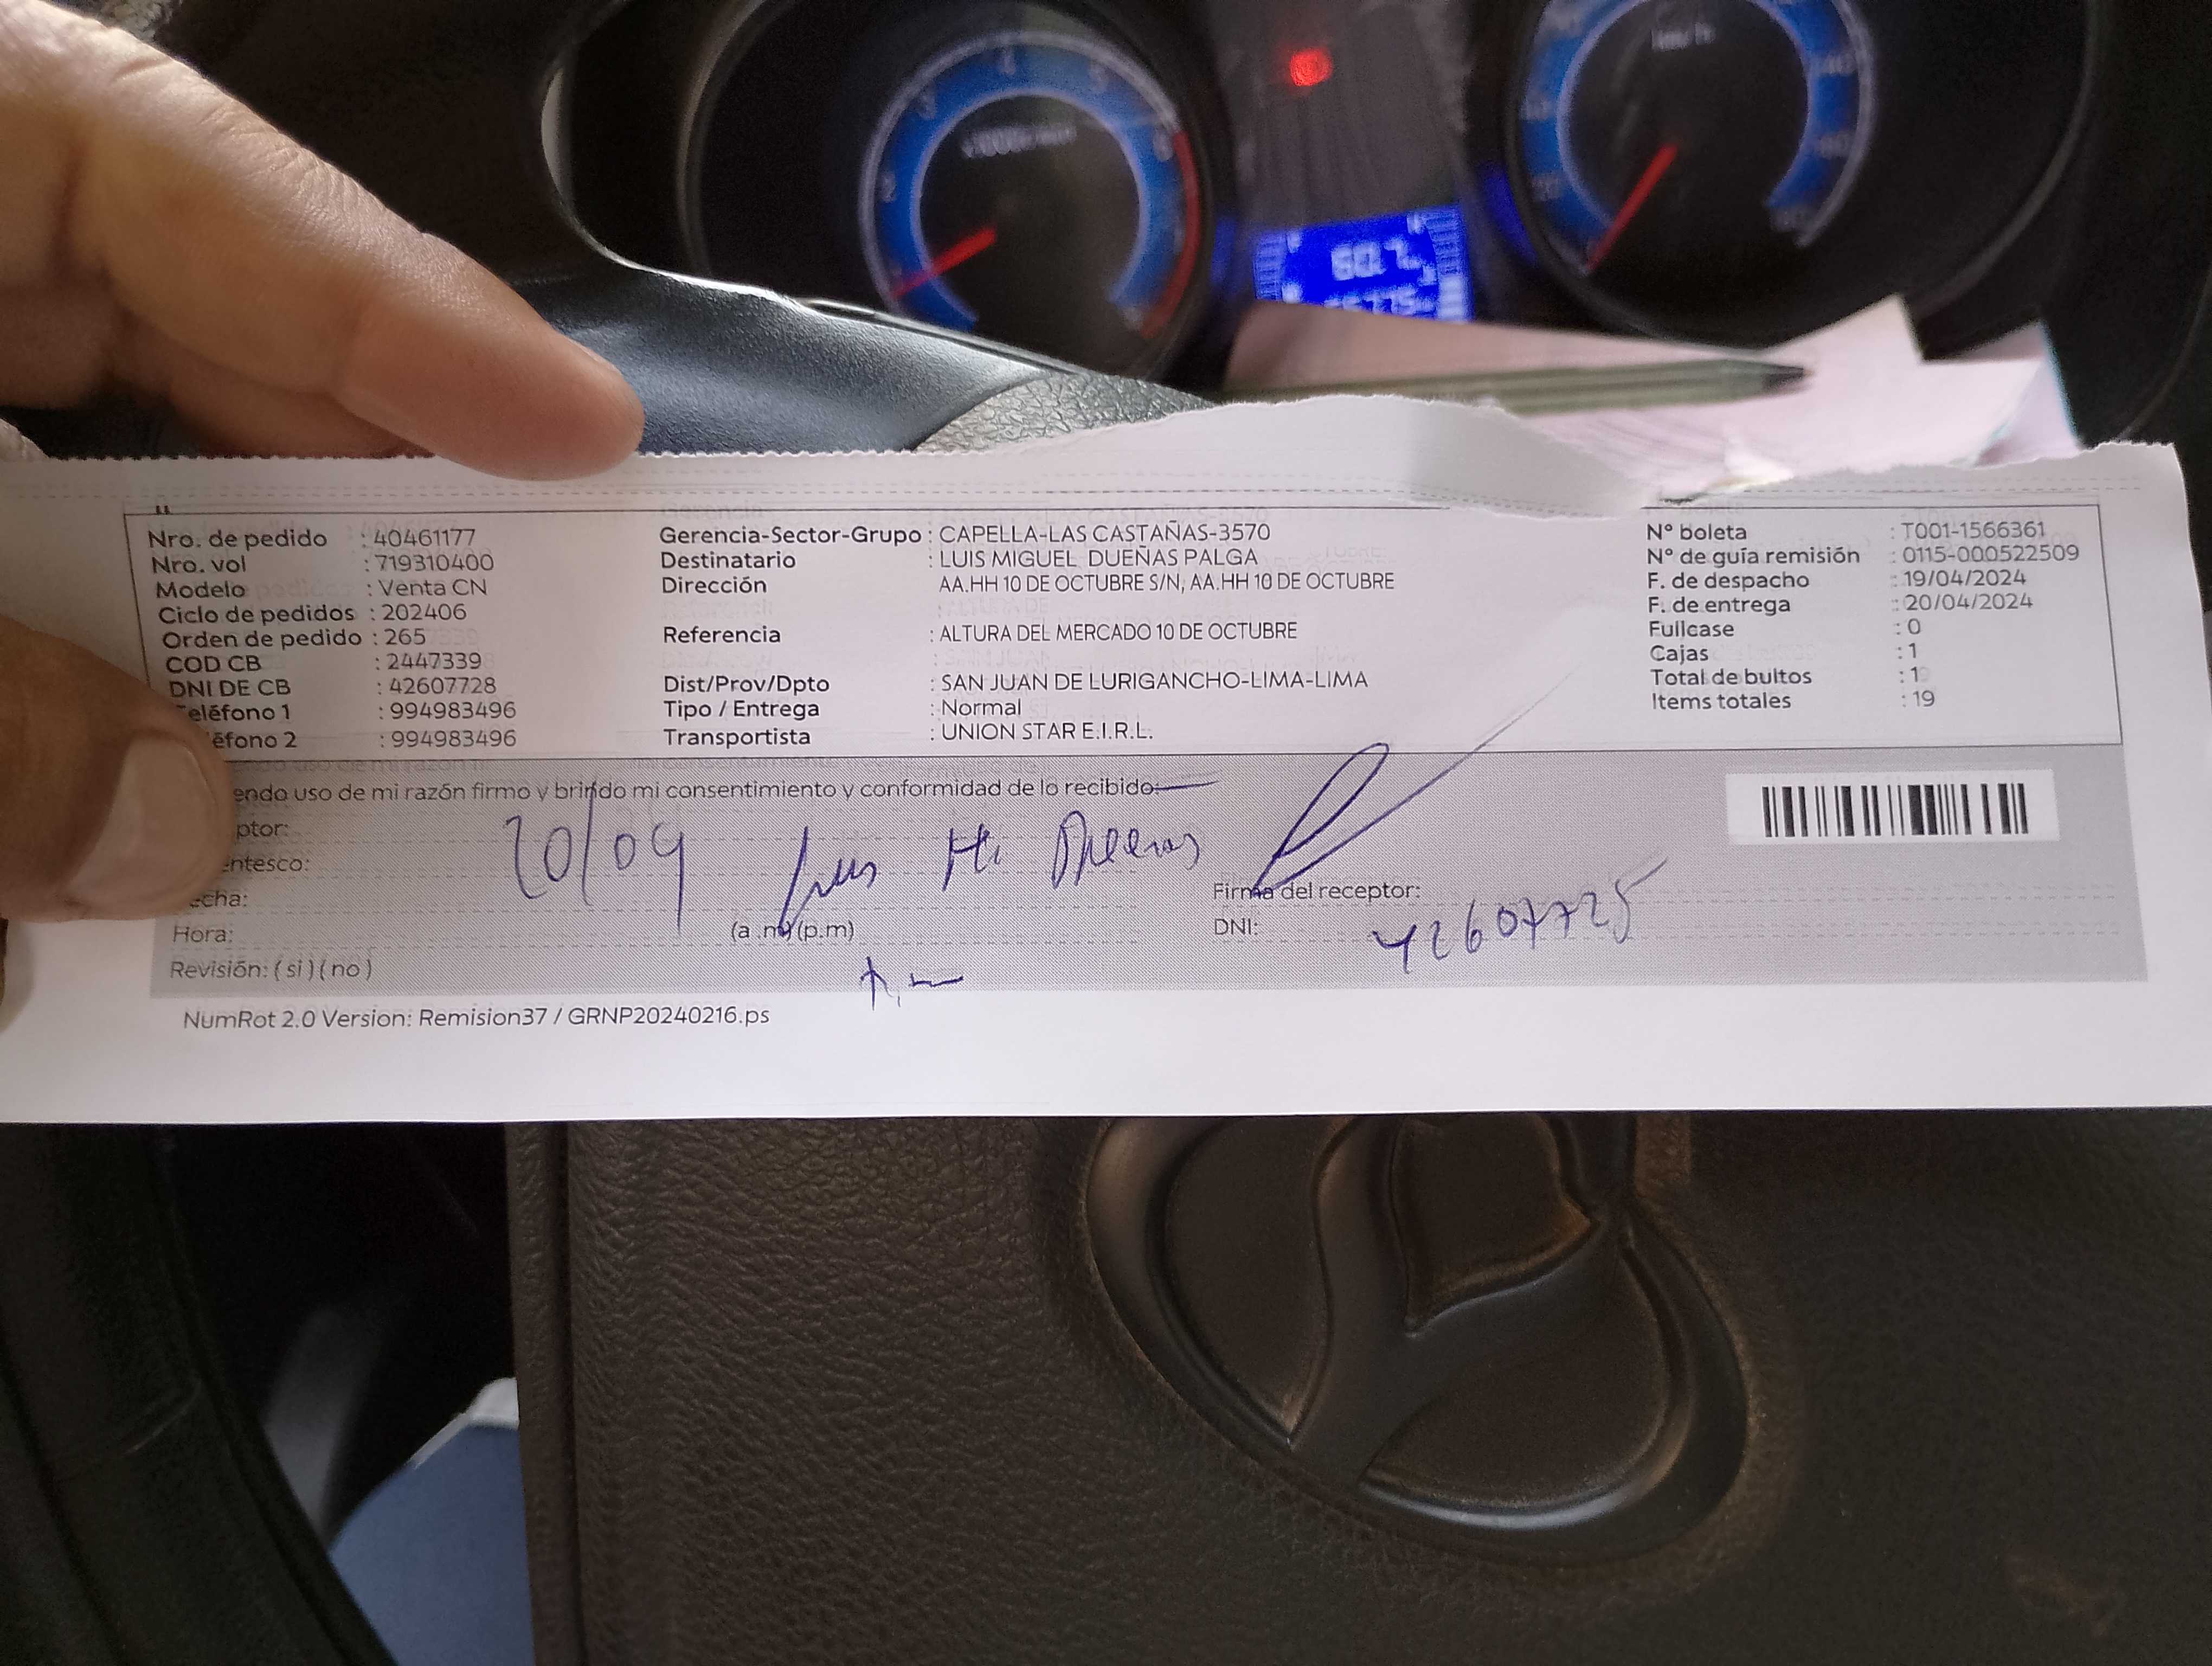 Nro. de pedido : 40461177
Nro. vol : 719310400
Modelo : Venta CN
Ciclo de pedidos : 202406
Orden de pedido : 265
COD CB : 2447339
DNI DE CB : 42607728
eléfono 1 : 994983496
éfono 2 : 994983496
Gerencia-Sector-Grupo : CAPELLA-LAS CASTAÑAS-3570
Destinatario : LUIS MIGUEL DUEÑAS PALGA
Dirección AA.HH 10 DE OCTUBRE S/N, AA.HH 10 DE OCTUBRE
Referencia : ALTURA DEL MERCADO 10 DE OCTUBRE
Dist/Prov/Dpto : SAN JUAN DE LURIGANCHO-LIMA-LIMA
Tipo / Entrega : Normal
Transportista : UNION STAR E.I.R.L.
N° boleta : T001-1566361
N° de guía remisión : 0115-000522509
F. de despacho : 19/04/2024
F. de entrega : 20/04/2024
Fullcase : 0
Cajas : 1
Total de bultos : 1
Items totales : 19
endo uso de mi razón firmo y brindo mi consentimiento y conformidad de lo recibido:
ptor:
entesco:
echa:
20/04 Luis Mi Dueñas
Firma del receptor:
Hora: (a.m)(p.m)
DNI: 42607728
Revisión: ( si ) ( no )
NumRot 2.0 Version: Remision37 / GRNP20240216.ps